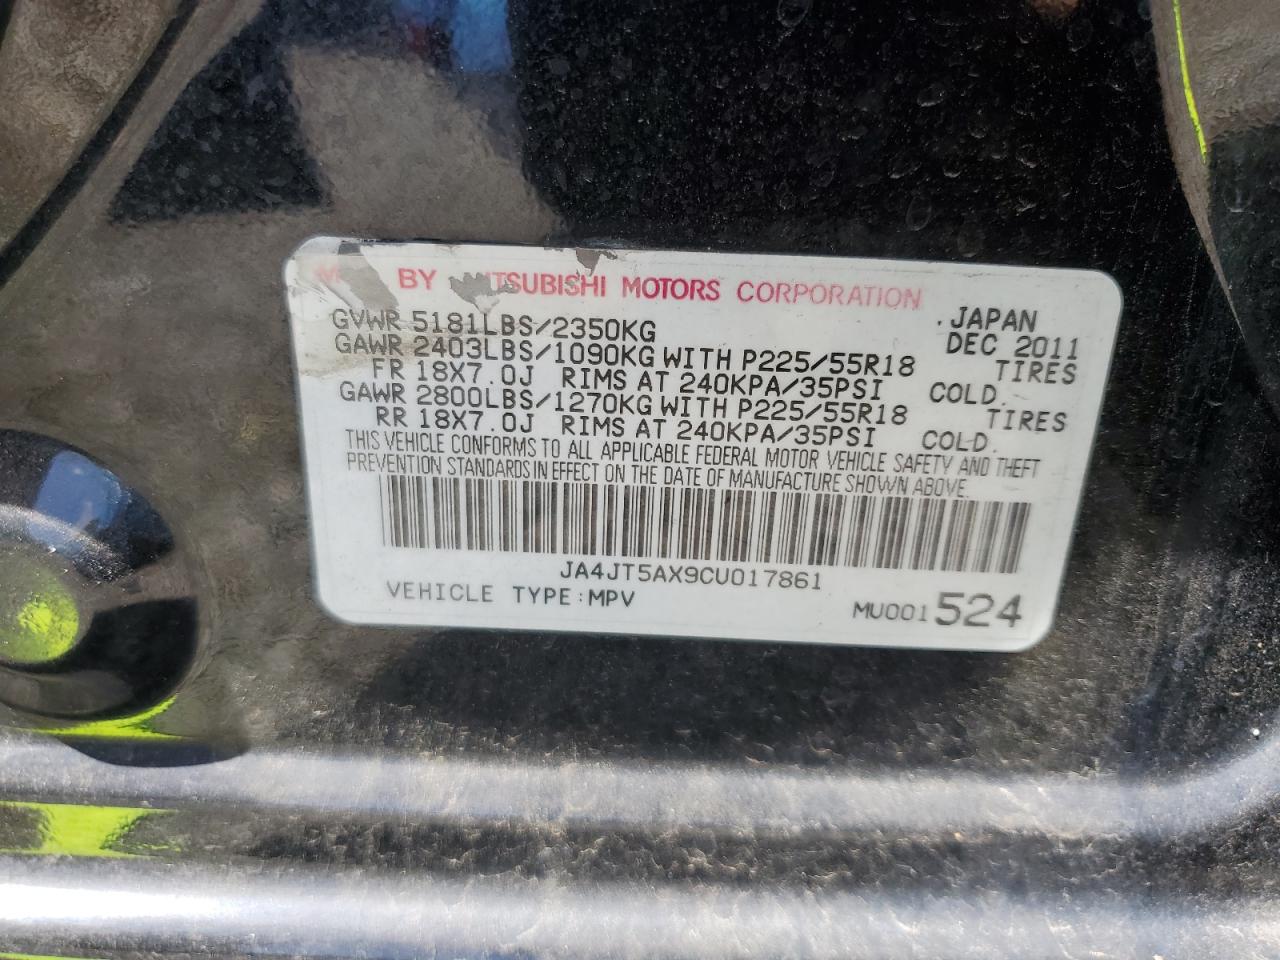 BY TSUBISHI MOTORS CORPORATION
GVWR 5181LBS/2350KG .JAPAN
DEC 2011
GAWR 2403LBS/1090KG WITH P225/55R18 TIRES
FR 18X7.0J RIMS AT 240KPA/35PSI COLD.
GAWR 2800LBS/1270KG WITH P225/55R18 TIRES
RR 18X7.0J RIMS AT 240KPA/35PSI COLD.
THIS VEHICLE CONFORMS TO ALL APPLICABLE FEDERAL MOTOR VEHICLE SAFETY AND THEFT
PREVENTION STANDARDS IN EFFECT ON THE DATE OF MANUFACTURE SHOWN ABOVE.
JA4JT5AX9CU017861
VEHICLE TYPE:MPV MU001524